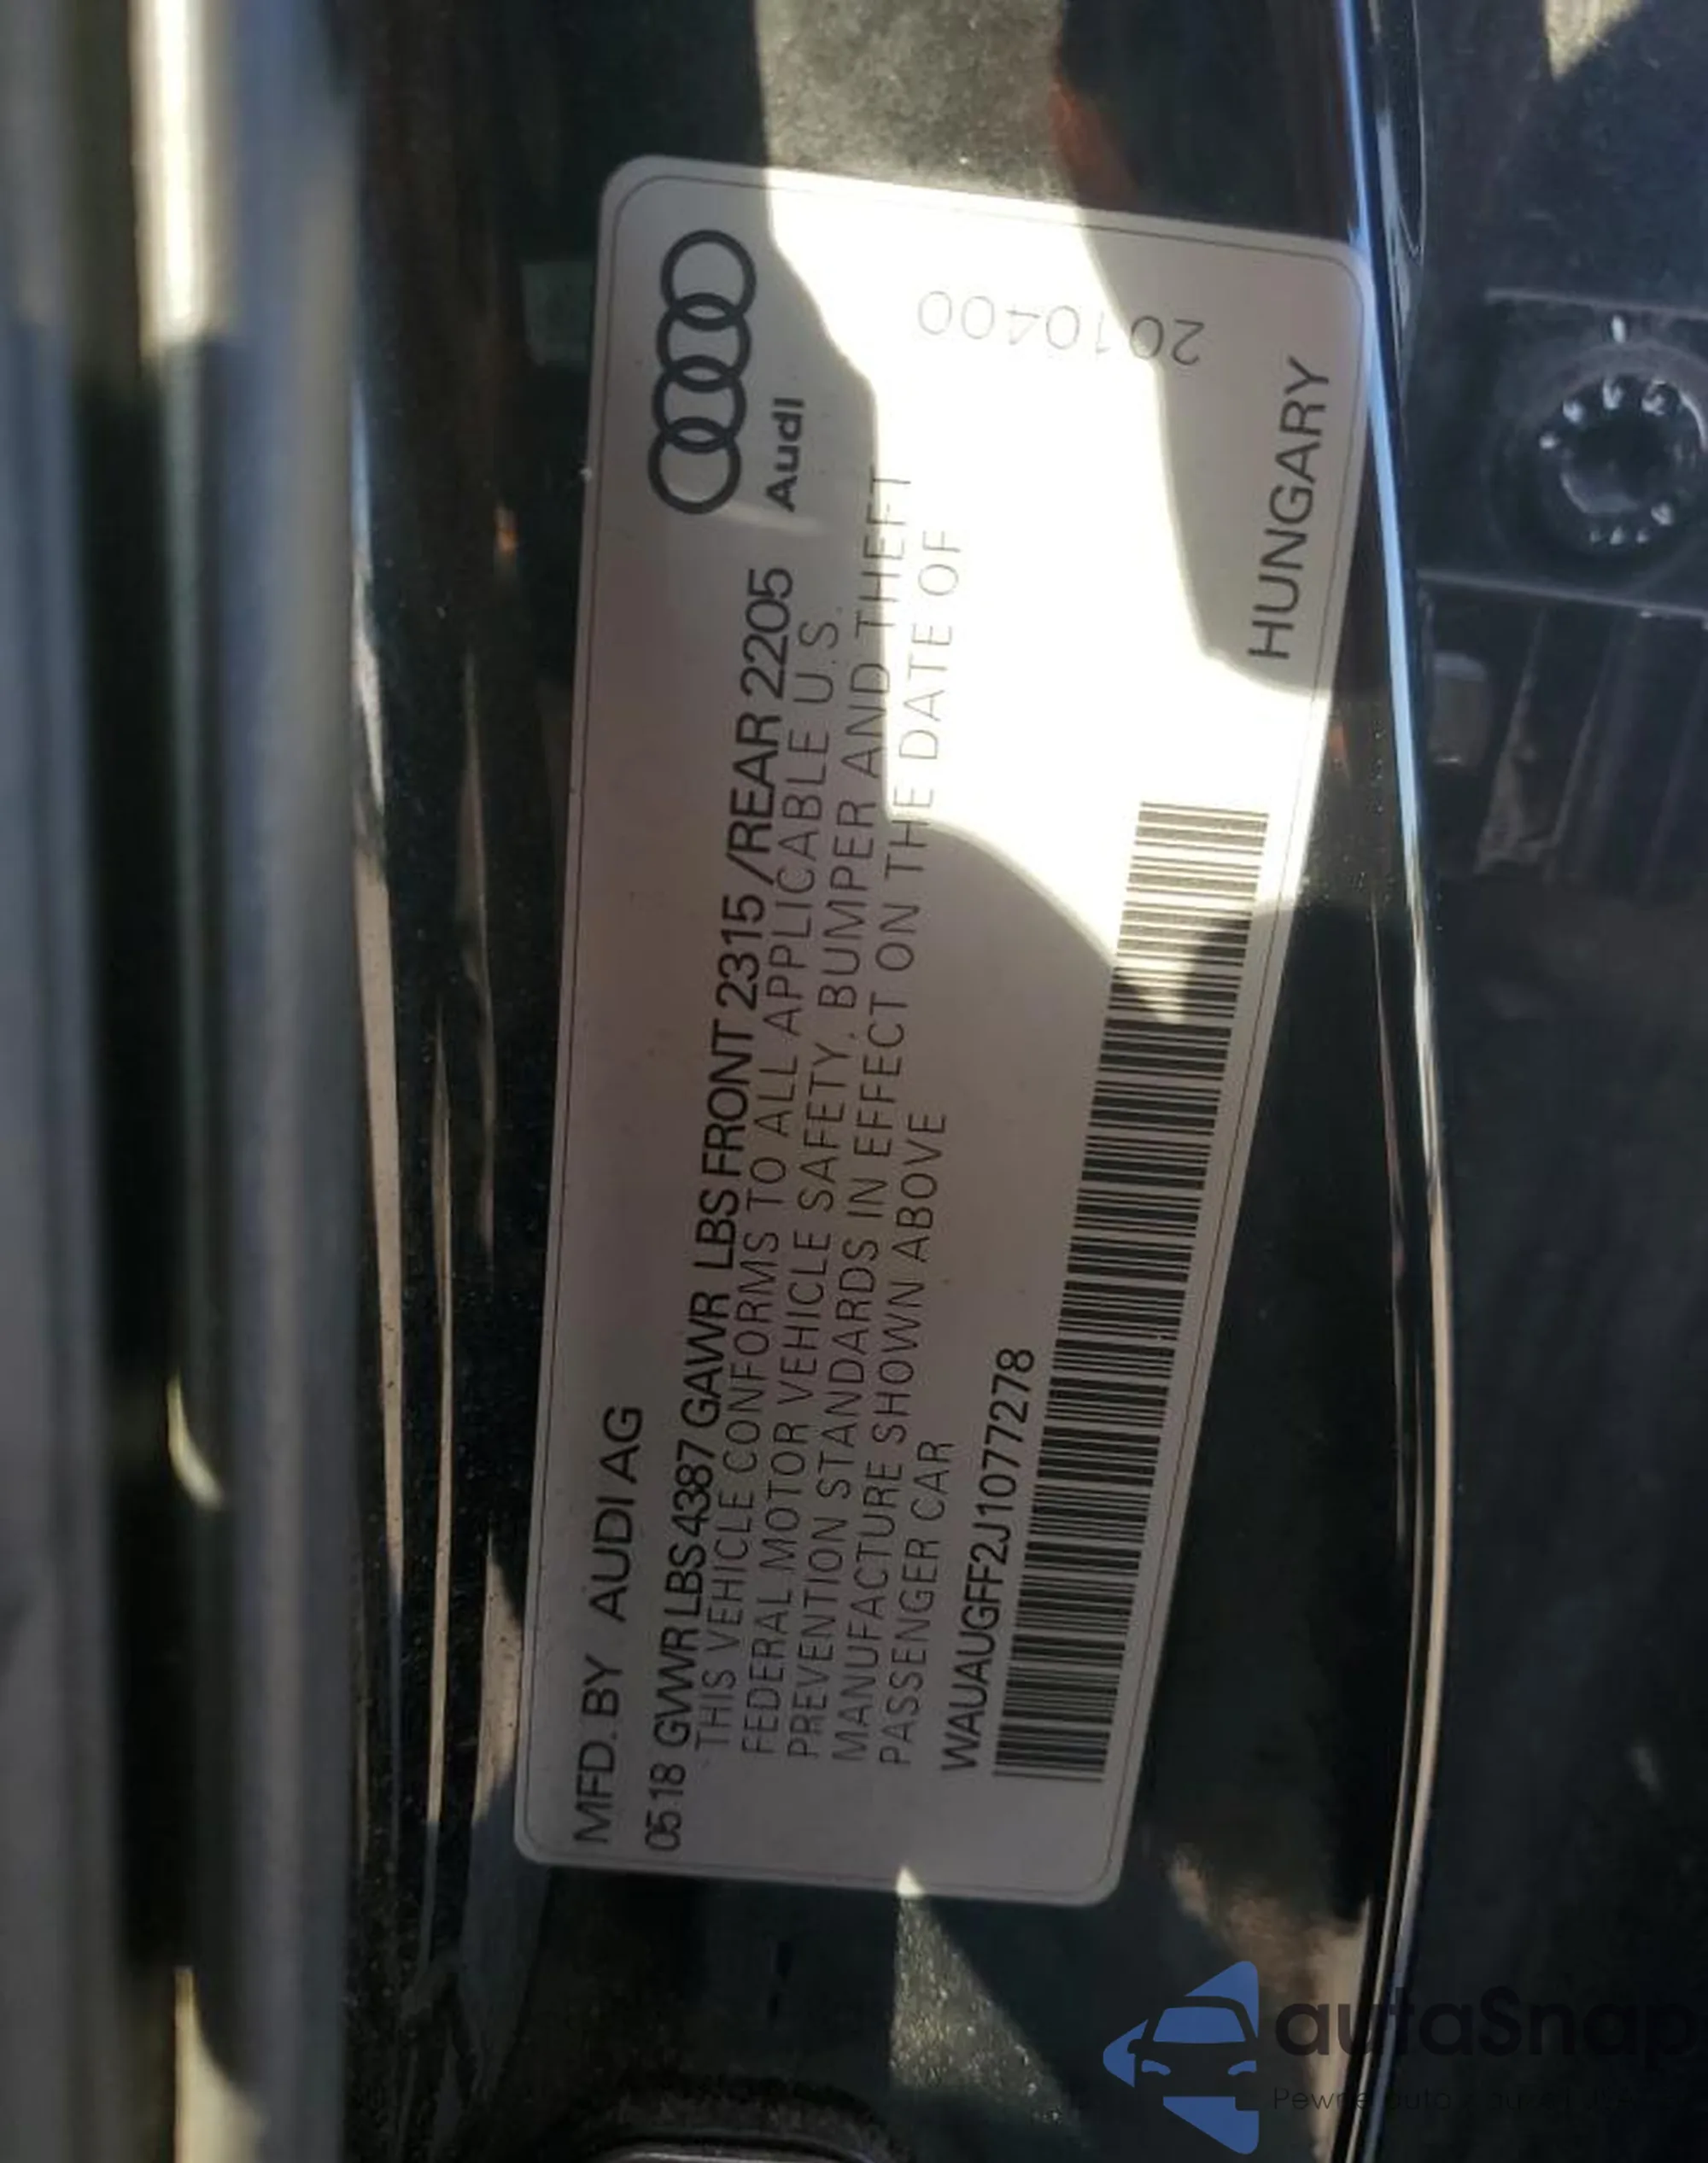 MFD. BY AUDI AG
05.18 GVWR LBS 4387 GAWR LBS FRONT 2315/REAR 2205
THIS VEHICLE CONFORMS TO ALL APPLICABLE U.S.
FEDERAL MOTOR VEHICLE SAFETY, BUMPER AND THEFT
PREVENTION STANDARDS IN EFFECT ON THE DATE OF
MANUFACTURE SHOWN ABOVE
PASSENGER CAR
WAUAUGFF2J1077278
Audi
2010400
HUNGARY
autaSnap
auto z